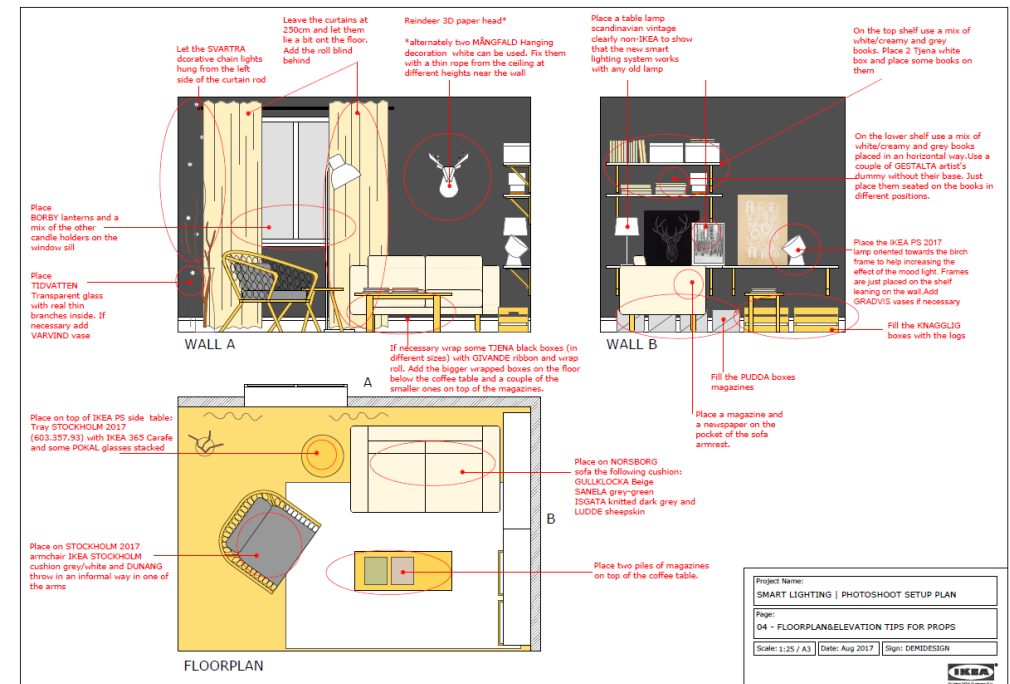 Let the SVARTRA
dcorative chain lights
hung from the left
side of the curtain rod
Leave the curtains at
250cm and let them
lie a bit ont the floor.
Add the roll blind
behind
Reindeer 3D paper head*
*alternately two MÅNGFALD Hanging
decoration white can be used. Fix them
with a thin rope from the ceiling at
different heights near the wall
Place a table lamp
scandinavian vintage
clearly non-IKEA to show
that the new smart
lighting system works
with any old lamp
On the top shelf use a mix of
white/creamy and grey
books. Place 2 Tjena white
box and place some books on
them
On the lower shelf use a mix of
white/creamy and grey books
placed in an horizontal way.Use a
couple of GESTALTA artist's
dummy without their base. Just
place them seated on the books in
different positions.
Place
BORBY lanterns and a
mix of the other
candle holders on the
window sill
Place
TIDVATTEN
Transparent glass
with real thin
branches inside. If
necessary add
VARVIND vase
Place the IKEA PS 2017
lamp oriented towards the birch
frame to help increasing the
effect of the mood light. Frames
are just placed on the shelf
leaning on the wall.Add
GRADVIS vases if necessary
Fill the KNAGGLIG
boxes with the logs
WALL A
WALL B
If necessary wrap some TJENA black boxes (in
different sizes) with GIVANDE ribbon and wrap
roll. Add the bigger wrapped boxes on the floor
below the coffee table and a couple of the
smaller ones on top of the magazines.
Fill the PUDDA boxes
magazines
Place a magazine and
a newspaper on the
pocket of the sofa
armrest.
A
Place on top of IKEA PS side table:
Tray STOCKHOLM 2017
(603.357.93) with IKEA 365 Carafe
and some POKAL glasses stacked
Place on NORSBORG
sofa the following cushion:
GULLKLOCKA Beige
SANELA grey-green
ISGATA knitted dark grey and
LUDDE sheepskin
B
Place on STOCKHOLM 2017
armchair IKEA STOCKHOLM
cushion grey/white and DUNANG
throw in an informal way in one of
the arms
Place two piles of magazines
on top of the coffee table.
FLOORPLAN
Project Name:
SMART LIGHTING | PHOTOSHOOT SETUP PLAN
Page:
04 - FLOORPLAN&ELEVATION TIPS FOR PROPS
Scale: 1:25 / A3
Date: Aug 2017
Sign: DEMIDESIGN
IKEA